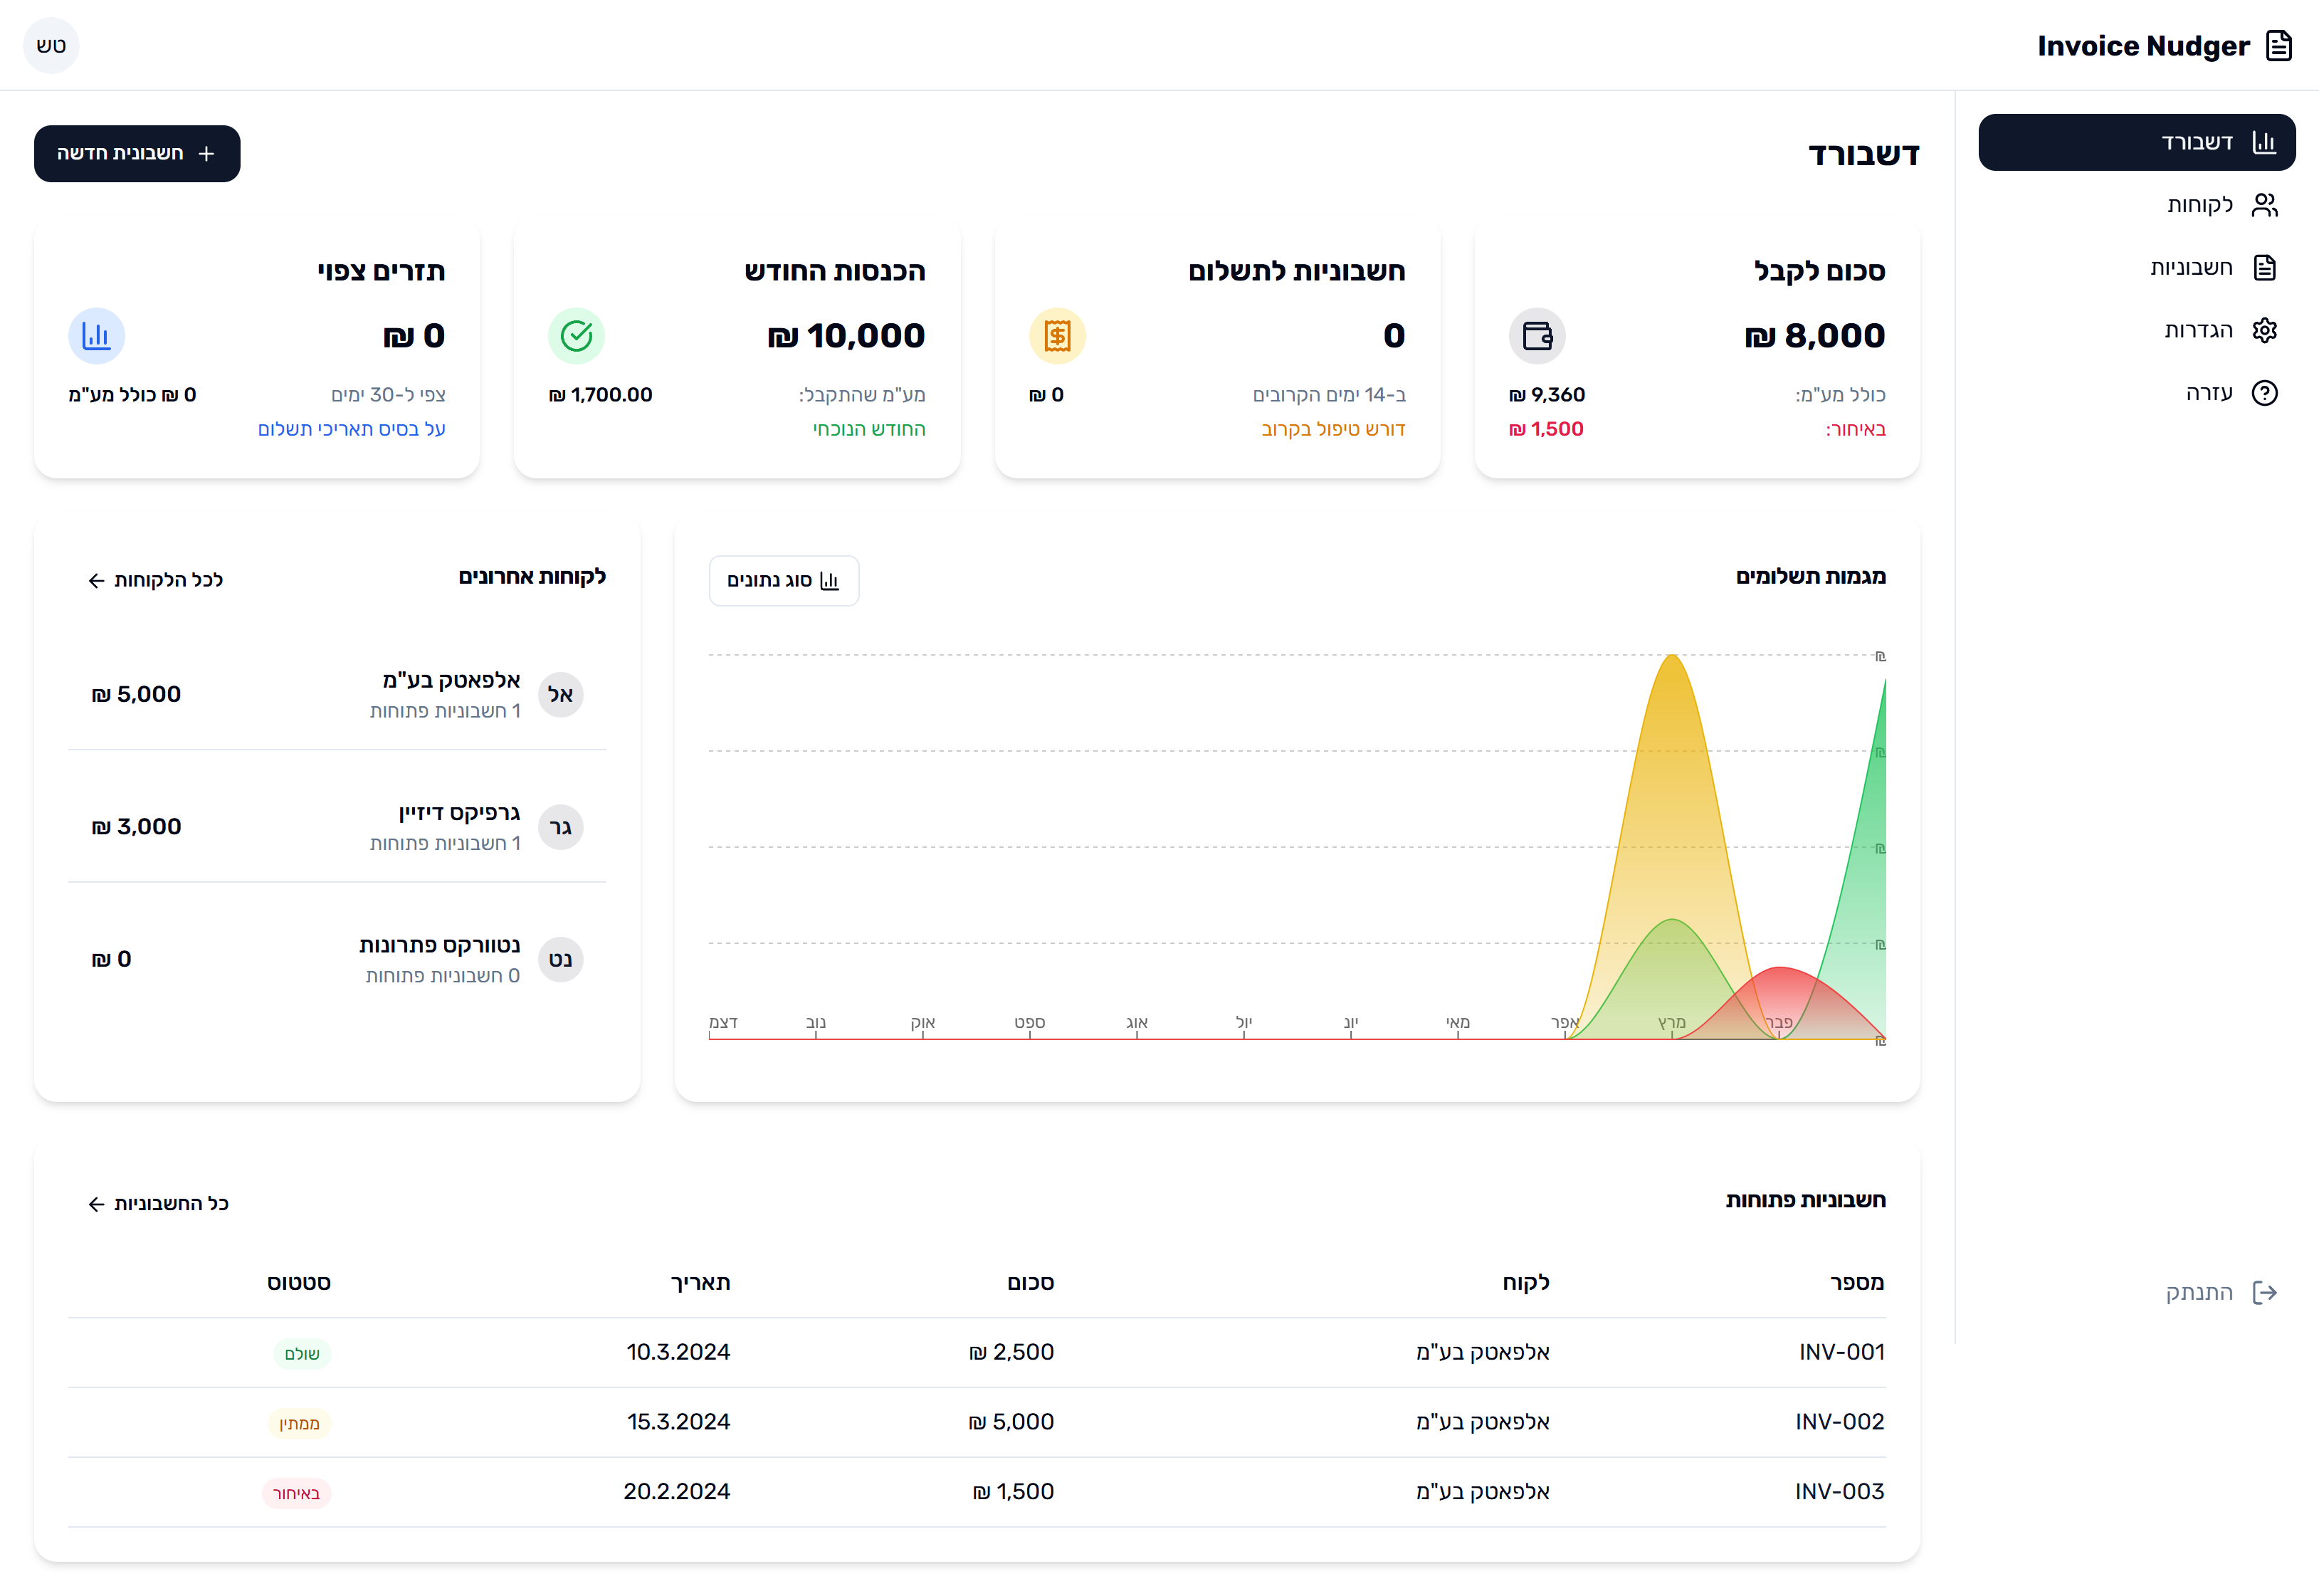 Invoice Nudger
טש
דשבורד
לקוחות
חשבוניות
הגדרות
עזרה
התנתק
דשבורד
+ חשבונית חדשה
סכום לקבל
8,000 ₪
כולל מע"מ: 9,360 ₪
באיחור: 1,500 ₪
חשבוניות לתשלום
0
ב-14 ימים הקרובים 0 ₪
דורש טיפול בקרוב
הכנסות החודש
10,000 ₪
מע"מ שהתקבל: 1,700.00 ₪
החודש הנוכחי
תזרים צפוי
0 ₪
צפי ל-30 ימים 0 ₪ כולל מע"מ
על בסיס תאריכי תשלום
מגמות תשלומים
סוג נתונים
₪
₪
₪
₪
₪
פבר מרץ אפר מאי יונ יול אוג ספט אוק נוב דצמ
לקוחות אחרונים
לכל הלקוחות
אל
אלפאטק בע"מ
1 חשבוניות פתוחות
5,000 ₪
גר
גרפיקס דיזיין
1 חשבוניות פתוחות
3,000 ₪
נט
נטוורקס פתרונות
0 חשבוניות פתוחות
0 ₪
חשבוניות פתוחות
כל החשבוניות
מספר לקוח סכום תאריך סטטוס
INV-001 אלפאטק בע"מ 2,500 ₪ 10.3.2024 שולם
INV-002 אלפאטק בע"מ 5,000 ₪ 15.3.2024 ממתין
INV-003 אלפאטק בע"מ 1,500 ₪ 20.2.2024 באיחור